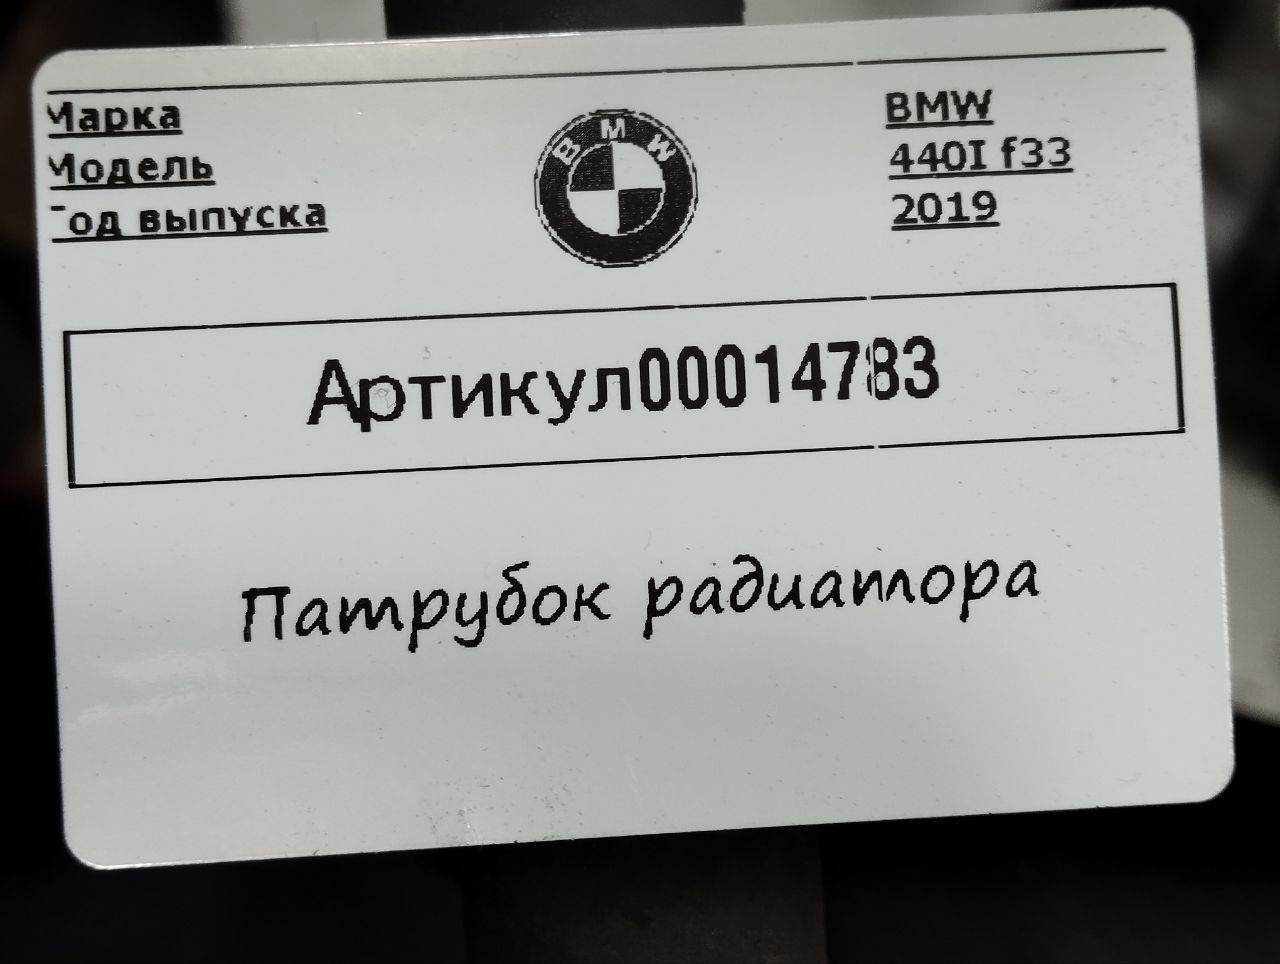 Марка BMW
Модель 440I f33
Год выпуска 2019
BMW
Артикул00014783
Патрубок радиатора